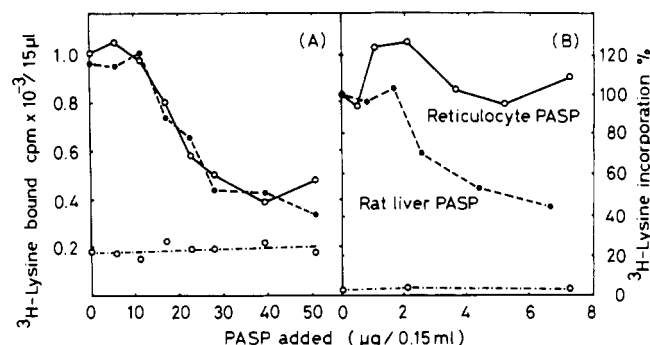 (A)
(B)
³H-Lysine bound cpm x 10⁻³/15µl
1.0
0.8
0.6
0.4
0.2
0 10 20 30 40 50
Reticulocyte PASP
Rat liver PASP
0 2 4 6 8
120
100
80
60
40
20
0
³H-Lysine incorporation %
PASP added (µg/0.15ml)